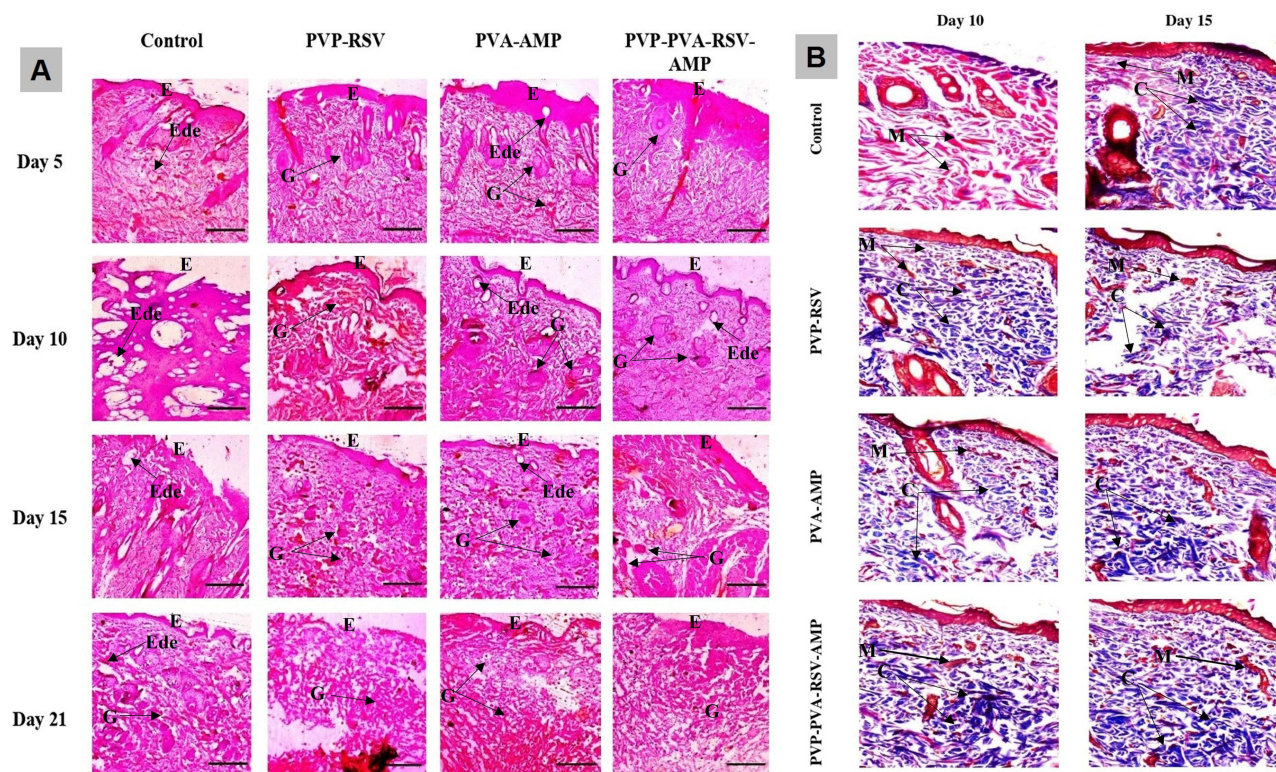 A
Control
PVP-RSV
PVA-AMP
PVP-PVA-RSV-
AMP
Day 5
E
Ede
E
G
E
Ede
G
E
G
Day 10
E
Ede
E
G
E
Ede
G
E
G
Ede
Day 15
E
Ede
E
G
E
Ede
G
E
G
Day 21
E
Ede
G
E
G
E
G
E
G
B
Day 10
Day 15
Control
M
M
C
PVP-RSV
M
C
M
C
PVA-AMP
M
C
C
PVP-PVA-RSV-AMP
M
C
M
C